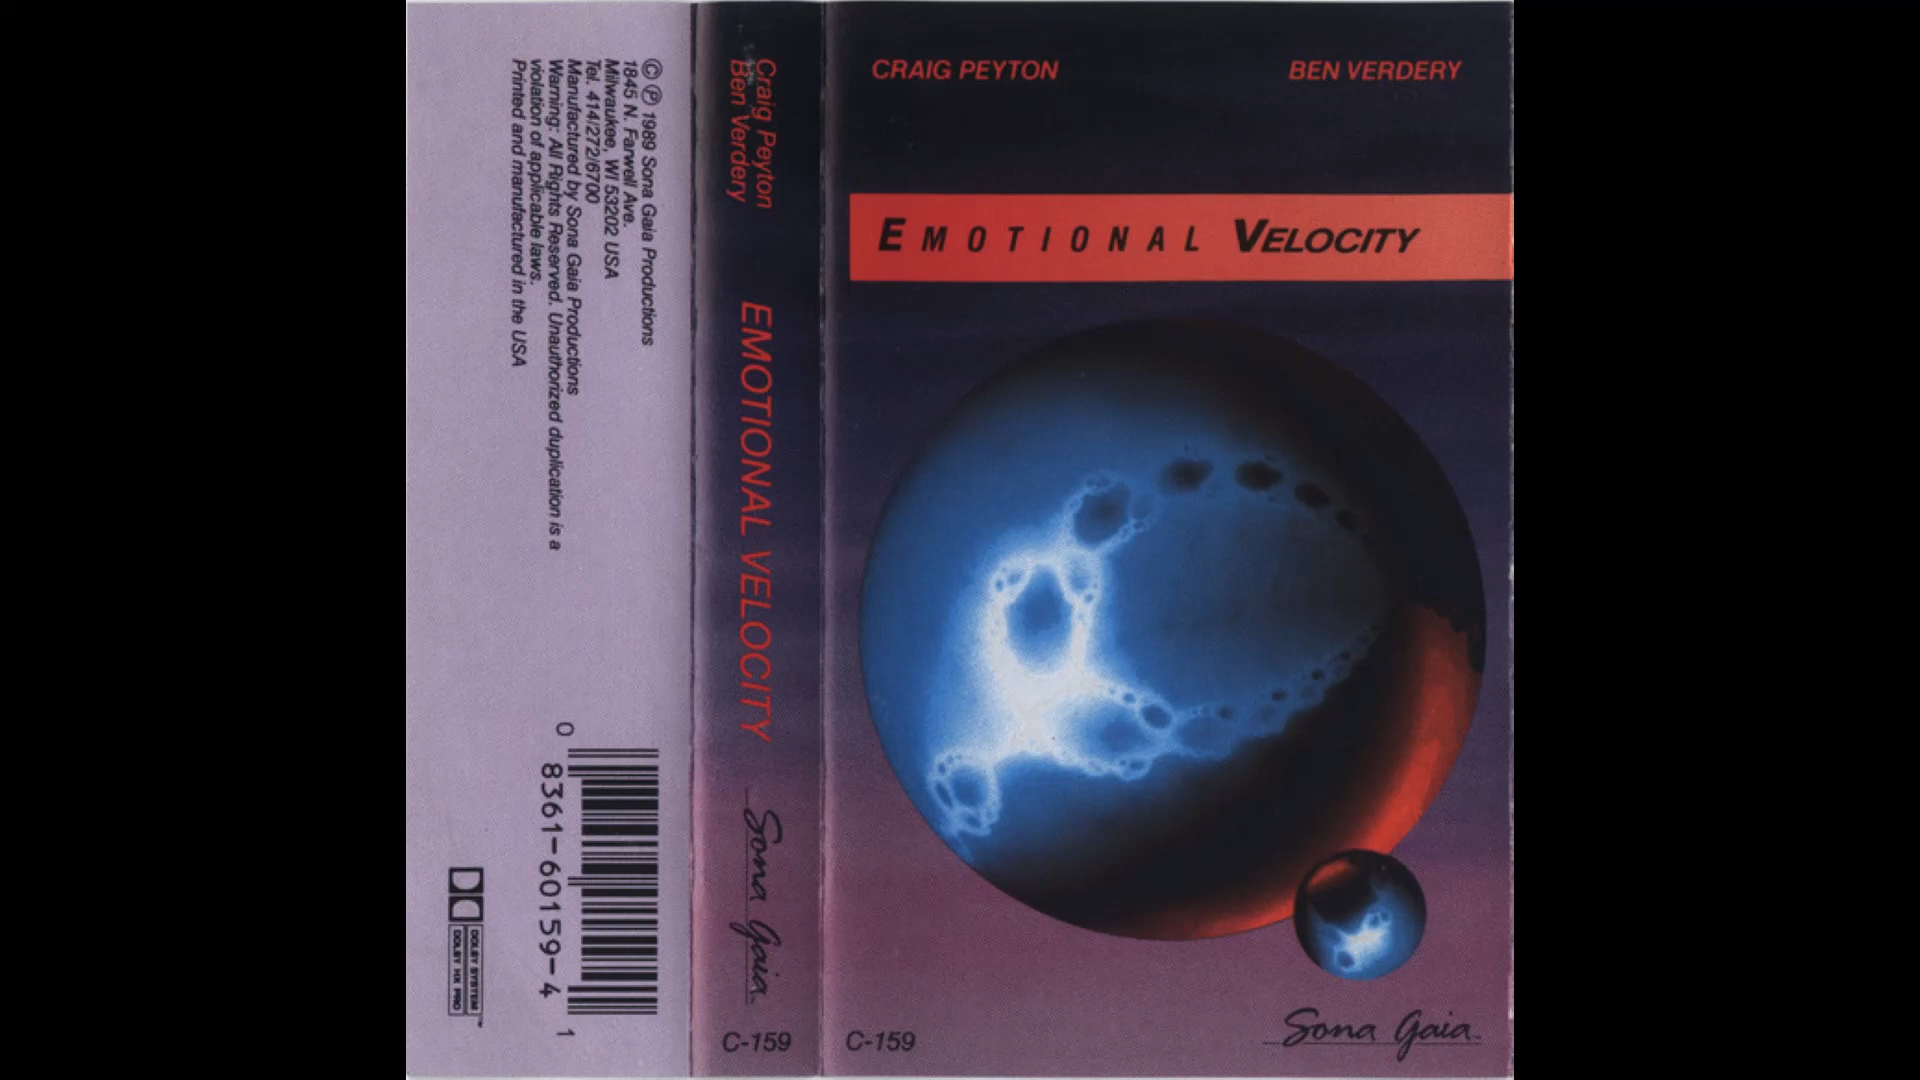 © ℗ 1989 Sona Gaia Productions
1845 N. Farwell Ave.
Milwaukee, WI 53202 USA
Tel. 414/272/6700
Manufactured by Sona Gaia Productions
Warning: All Rights Reserved. Unauthorized duplication is a
violation of applicable laws.
Printed and manufactured in the USA
0 8361-60159-4 1
DOLBY SYSTEM
DOLBY HX PRO
Craig Peyton
Ben Verdery
EMOTIONAL VELOCITY
Sona Gaia
C-159
CRAIG PEYTON BEN VERDERY
EMOTIONAL VELOCITY
Sona Gaia
C-159